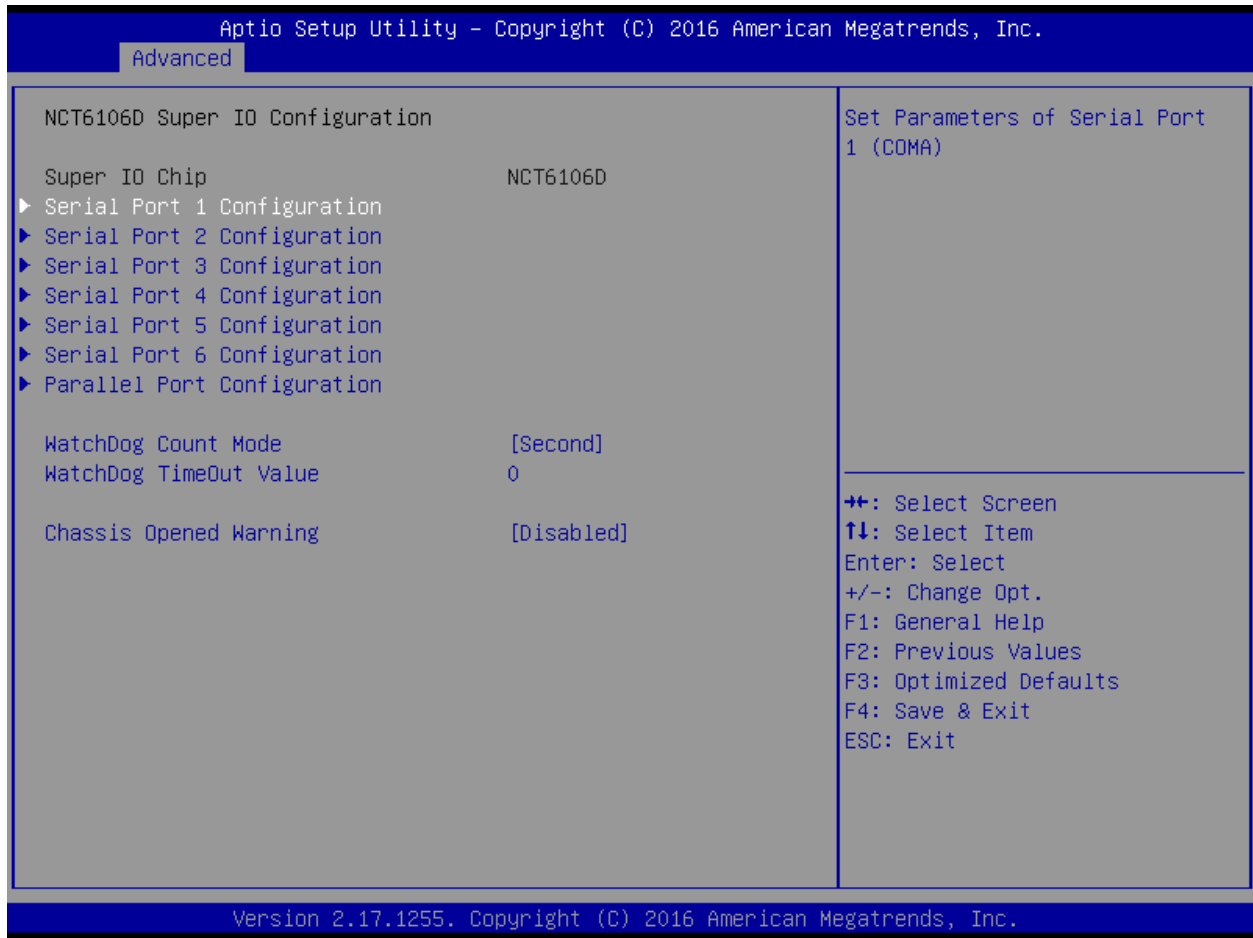 Aptio Setup Utility – Copyright (C) 2016 American Megatrends, Inc.
Advanced
NCT6106D Super IO Configuration
Super IO Chip NCT6106D
Serial Port 1 Configuration
Serial Port 2 Configuration
Serial Port 3 Configuration
Serial Port 4 Configuration
Serial Port 5 Configuration
Serial Port 6 Configuration
Parallel Port Configuration
WatchDog Count Mode [Second]
WatchDog TimeOut Value 0
Chassis Opened Warning [Disabled]
Set Parameters of Serial Port
1 (COMA)
→←: Select Screen
↑↓: Select Item
Enter: Select
+/-: Change Opt.
F1: General Help
F2: Previous Values
F3: Optimized Defaults
F4: Save & Exit
ESC: Exit
Version 2.17.1255. Copyright (C) 2016 American Megatrends, Inc.